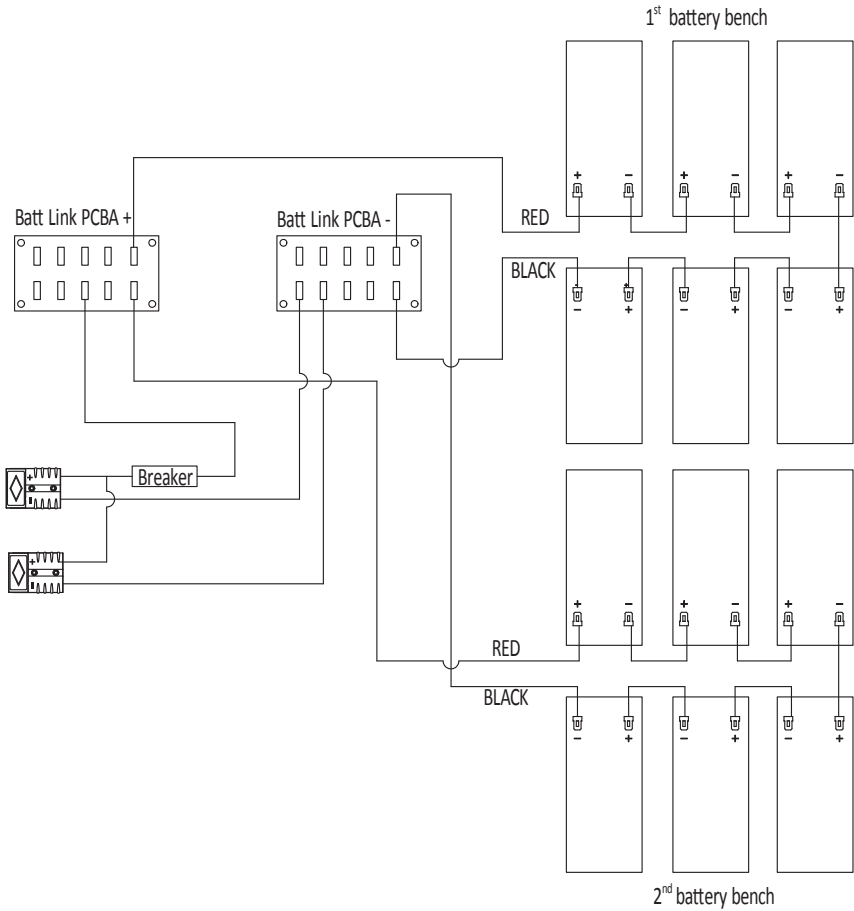 1st battery bench
+ − + − + −
Batt Link PCBA +
Batt Link PCBA -
RED
BLACK
− + − + − +
Breaker
+
−
+
−
+ − + − + −
RED
BLACK
− + − + − +
2nd battery bench